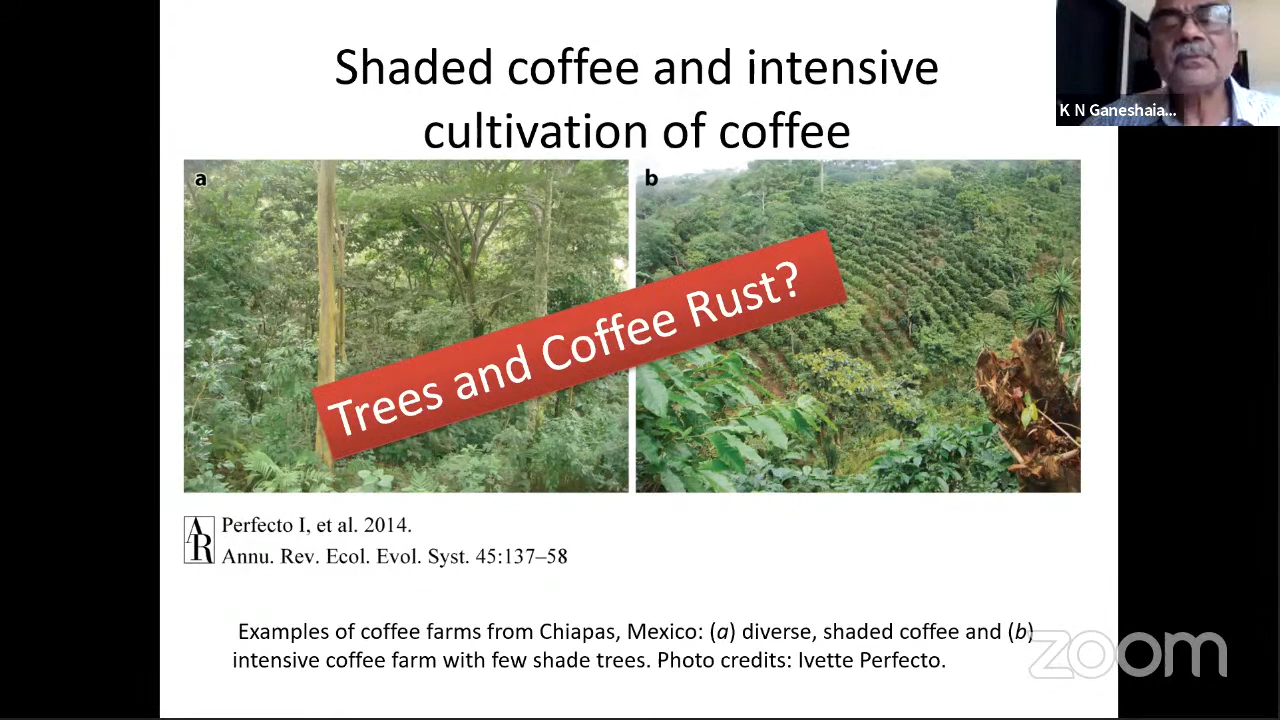 Shaded coffee and intensive
cultivation of coffee
K N Ganeshaia...
a
b
Trees and Coffee Rust?
AR
Perfecto I, et al. 2014.
Annu. Rev. Ecol. Evol. Syst. 45:137–58
Examples of coffee farms from Chiapas, Mexico: (a) diverse, shaded coffee and (b)
intensive coffee farm with few shade trees. Photo credits: Ivette Perfecto.
zoom